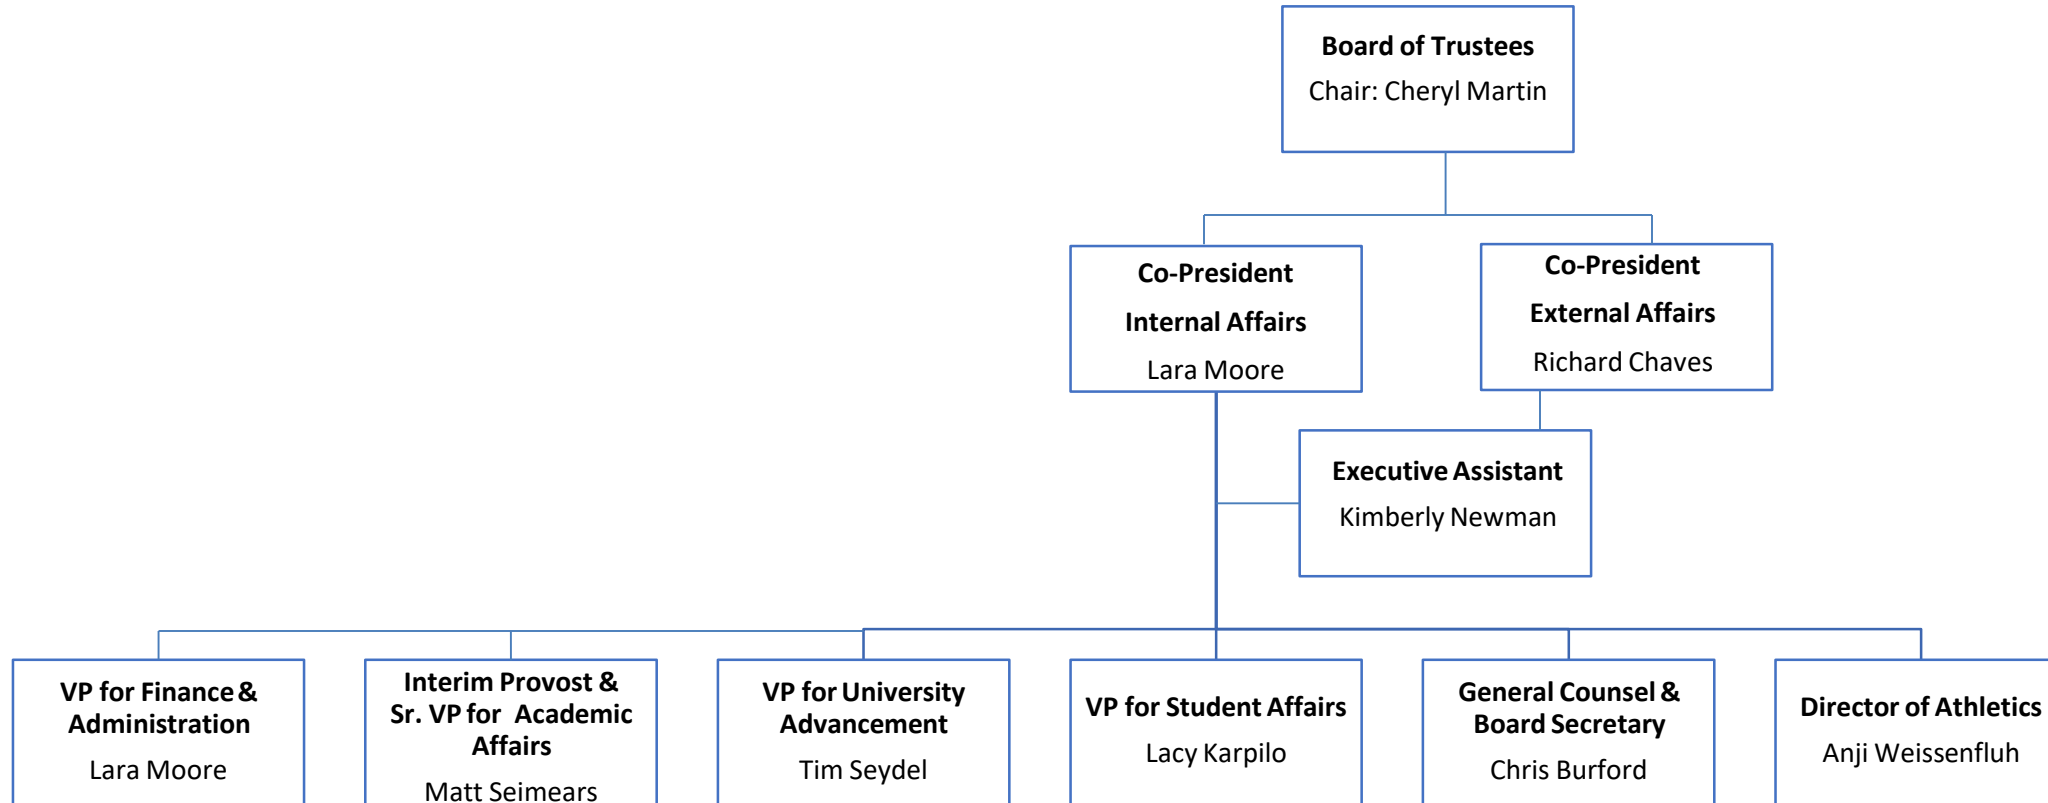 Board of Trustees
Chair: Cheryl Martin
Co-President
Internal Affairs
Lara Moore
Co-President
External Affairs
Richard Chaves
Executive Assistant
Kimberly Newman
VP for Finance &
Administration
Lara Moore
Interim Provost &
Sr. VP for Academic
Affairs
Matt Seimears
VP for University
Advancement
Tim Seydel
VP for Student Affairs
Lacy Karpilo
General Counsel &
Board Secretary
Chris Burford
Director of Athletics
Anji Weissenfluh